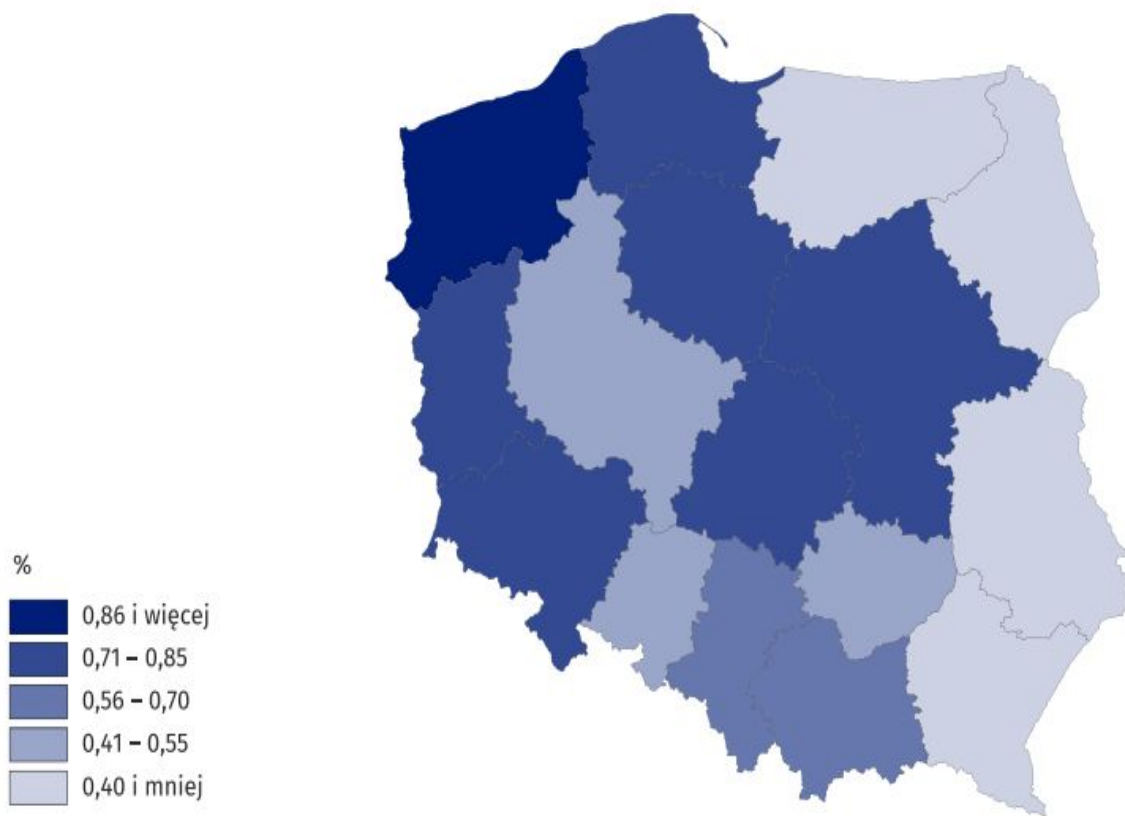 %
0,86 i więcej
0,71 – 0,85
0,56 – 0,70
0,41 – 0,55
0,40 i mniej